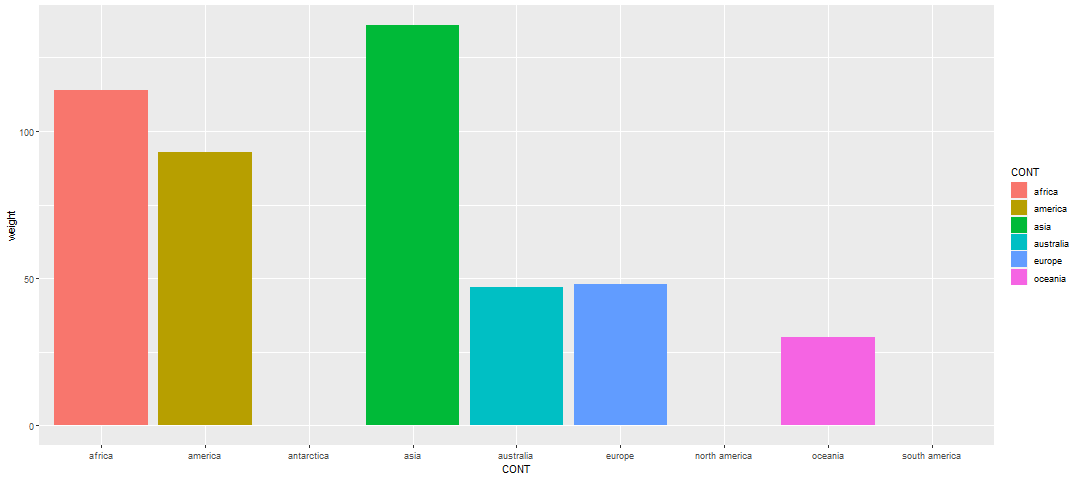 weight
100
50
0
africa america antarctica asia australia europe north america oceania south america
CONT
CONT
africa
america
asia
australia
europe
oceania